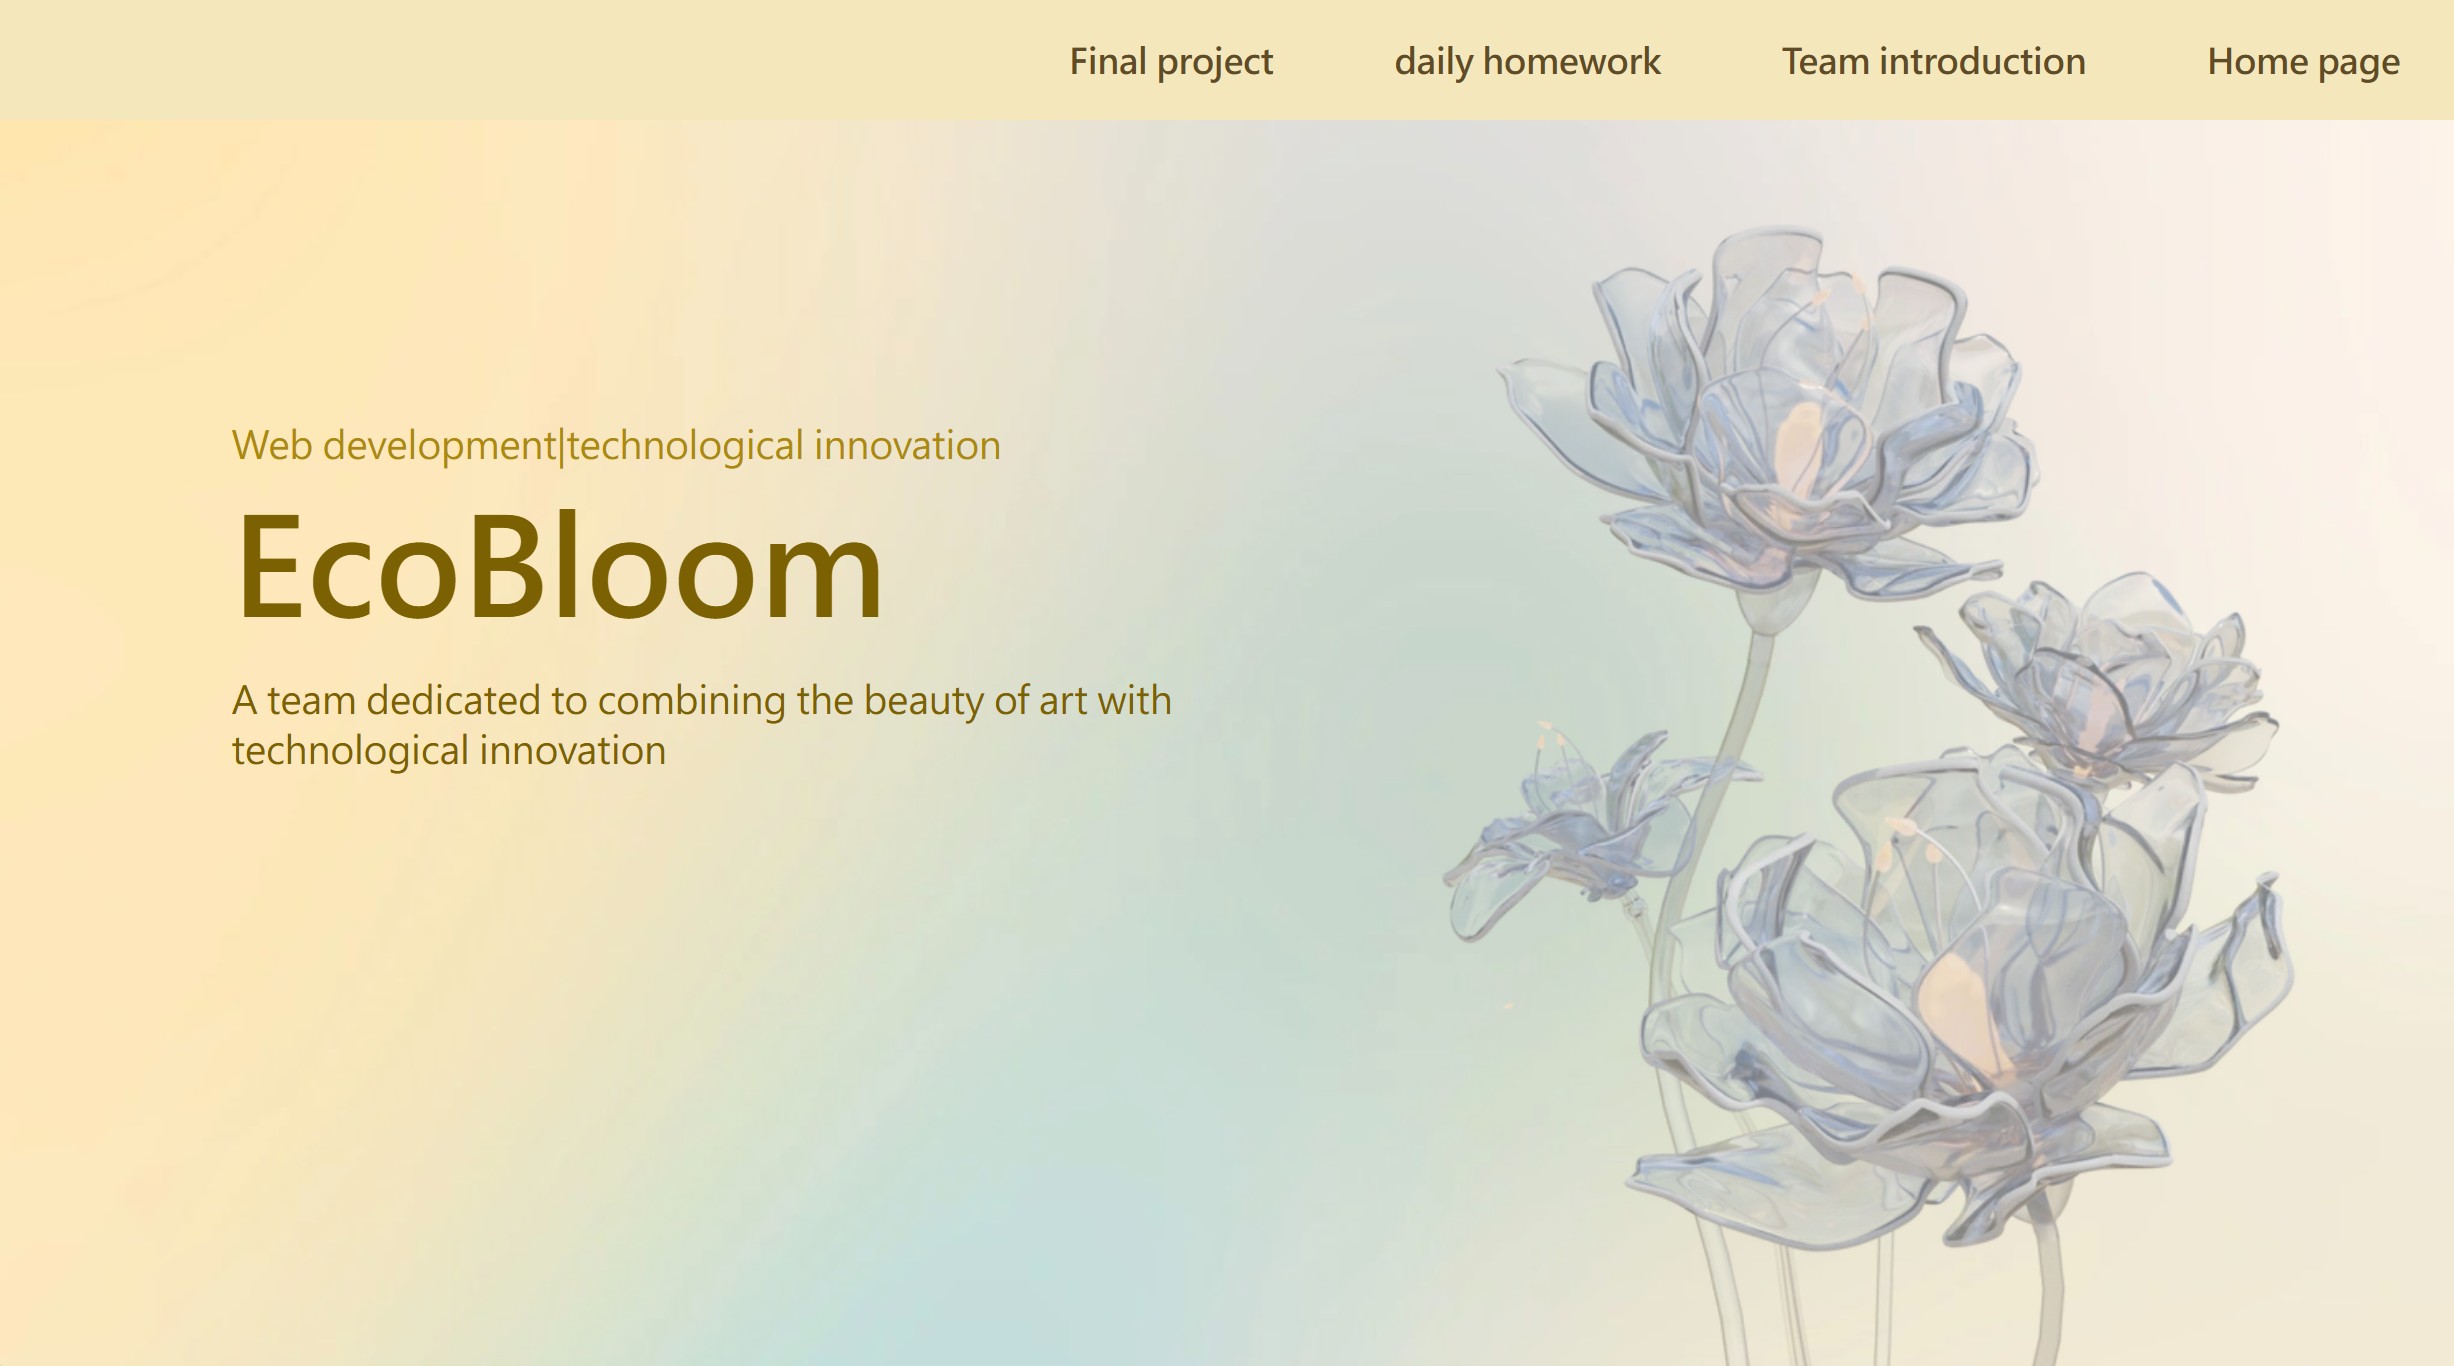 Final project daily homework Team introduction Home page
Web development|technological innovation
EcoBloom
A team dedicated to combining the beauty of art with
technological innovation